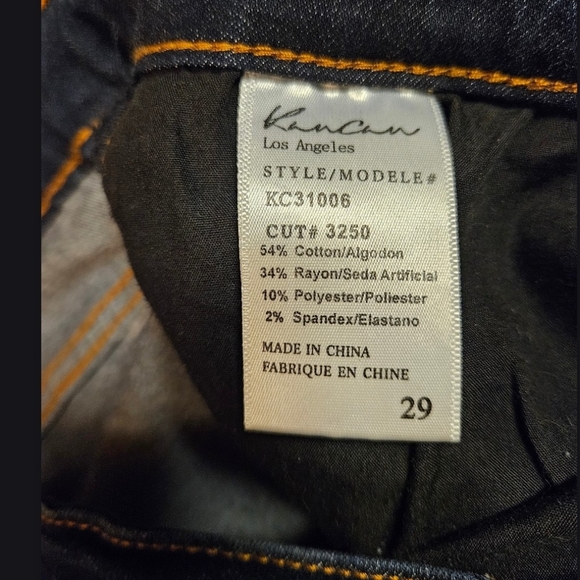 Kancan
Los Angeles
STYLE/MODELE#
KC31006
CUT# 3250
54% Cotton/Algodon
34% Rayon/Seda Artificial
10% Polyester/Poliester
2% Spandex/Elastano
MADE IN CHINA
FABRIQUE EN CHINE
29